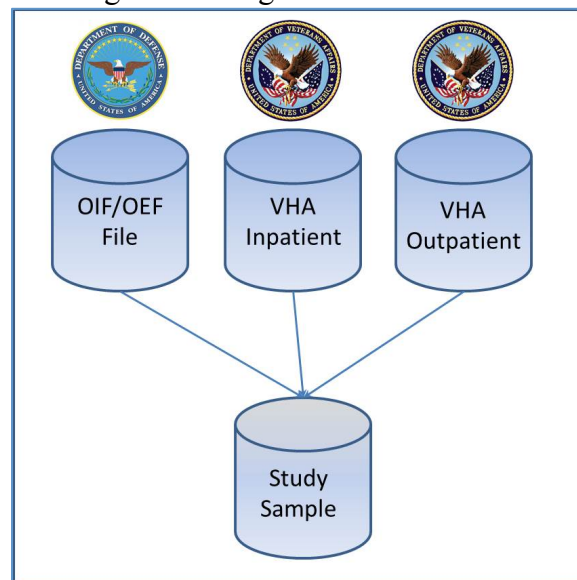 DEPARTMENT OF DEFENSE
UNITED STATES OF AMERICA
DEPARTMENT OF VETERANS AFFAIRS
UNITED STATES OF AMERICA
DEPARTMENT OF VETERANS AFFAIRS
UNITED STATES OF AMERICA
OIF/OEF
File
VHA
Inpatient
VHA
Outpatient
Study
Sample